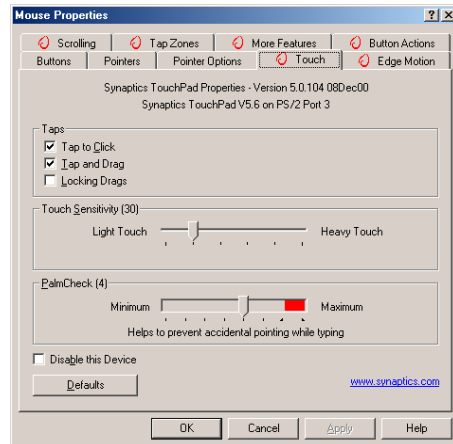 Mouse Properties
Scrolling Tap Zones More Features Button Actions
Buttons Pointers Pointer Options Touch Edge Motion
Synaptics TouchPad Properties - Version 5.0.104 08Dec00
Synaptics TouchPad V5.6 on PS/2 Port 3
Taps
Tap to Click
Tap and Drag
Locking Drags
Touch Sensitivity (30)
Light Touch Heavy Touch
PalmCheck (4)
Minimum Maximum
Helps to prevent accidental pointing while typing
Disable this Device
Defaults www.synaptics.com
OK Cancel Apply Help